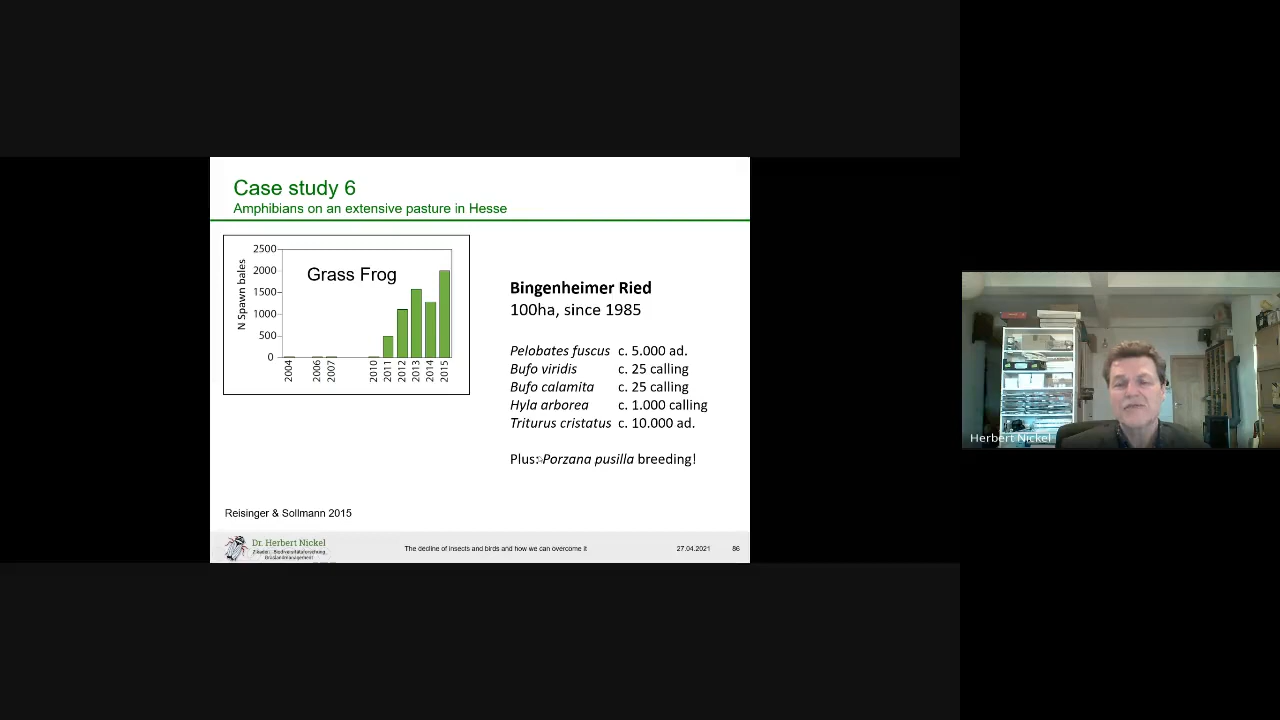 Case study 6
Amphibians on an extensive pasture in Hesse
2500
2000
1500
1000
500
0
N Spawn bales
Grass Frog
2004
2006
2007
2010
2011
2012
2013
2014
2015
Bingenheimer Ried
100ha, since 1985
Pelobates fuscus c. 5.000 ad.
Bufo viridis c. 25 calling
Bufo calamita c. 25 calling
Hyla arborea c. 1.000 calling
Triturus cristatus c. 10.000 ad.
Plus: Porzana pusilla breeding!
Reisinger & Sollmann 2015
Dr. Herbert Nickel
Zikaden - Biodiversitätsforschung
Graslandmanagement
The decline of insects and birds and how we can overcome it
27.04.2021
86
Herbert Nickel